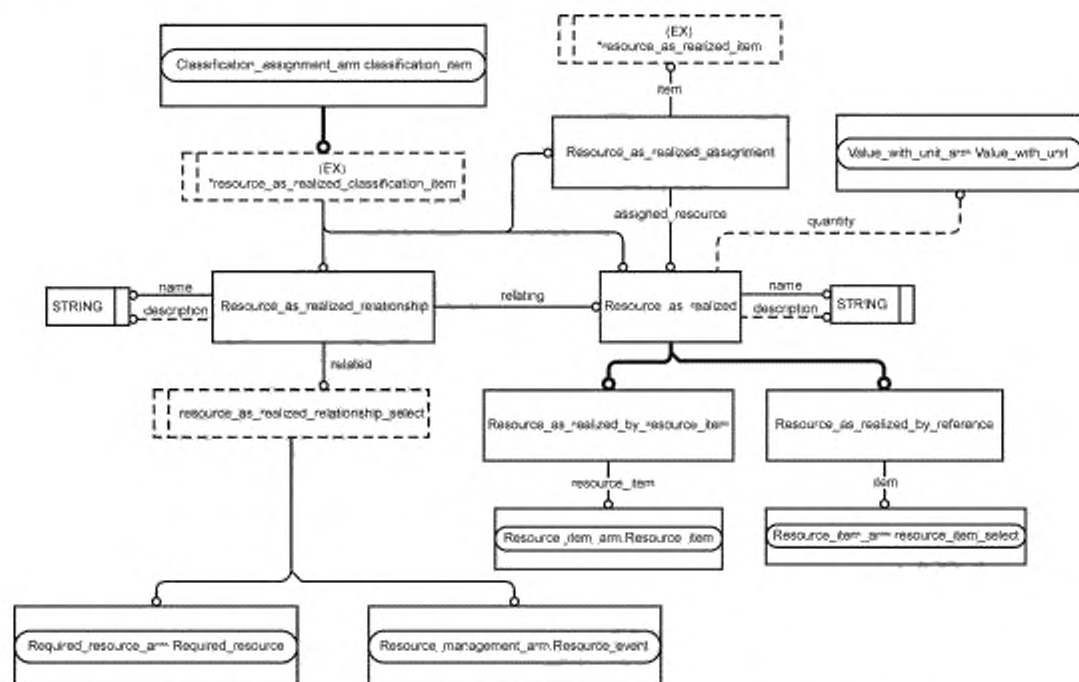 (EX)
*resource_as_realized_item
Classification_assignment_arm.classification_item
item
Resource_as_realized_assignment
Value_with_unit_arm.Value_with_unit
(EX)
*resource_as_realized_classification_item
assigned_resource
quantity
name
STRING
description
Resource_as_realized_relationship
relating
Resource_as_realized
name
description
STRING
related
resource_as_realized_relationship_select
Resource_as_realized_by_resource_item
Resource_as_realized_by_reference
resource_item
item
Resource_item_arm.Resource_item
Resource_item_arm.resource_item_select
Required_resource_arm.Required_resource
Resource_management_arm.Resource_event